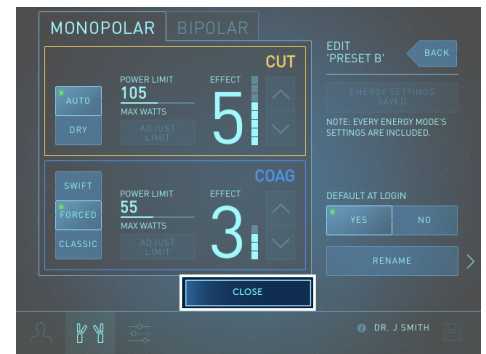 MONOPOLAR
BIPOLAR
CUT
AUTO
DRY
POWER LIMIT
105
MAX WATTS
ADJUST
LIMIT
EFFECT
5
COAG
SWIFT
FORCED
CLASSIC
POWER LIMIT
55
MAX WATTS
ADJUST
LIMIT
EFFECT
3
EDIT
'PRESET B'
BACK
ENERGY SETTINGS
SAVED
NOTE: EVERY ENERGY MODE'S
SETTINGS ARE INCLUDED.
DEFAULT AT LOGIN
YES
NO
RENAME
CLOSE
DR. J SMITH